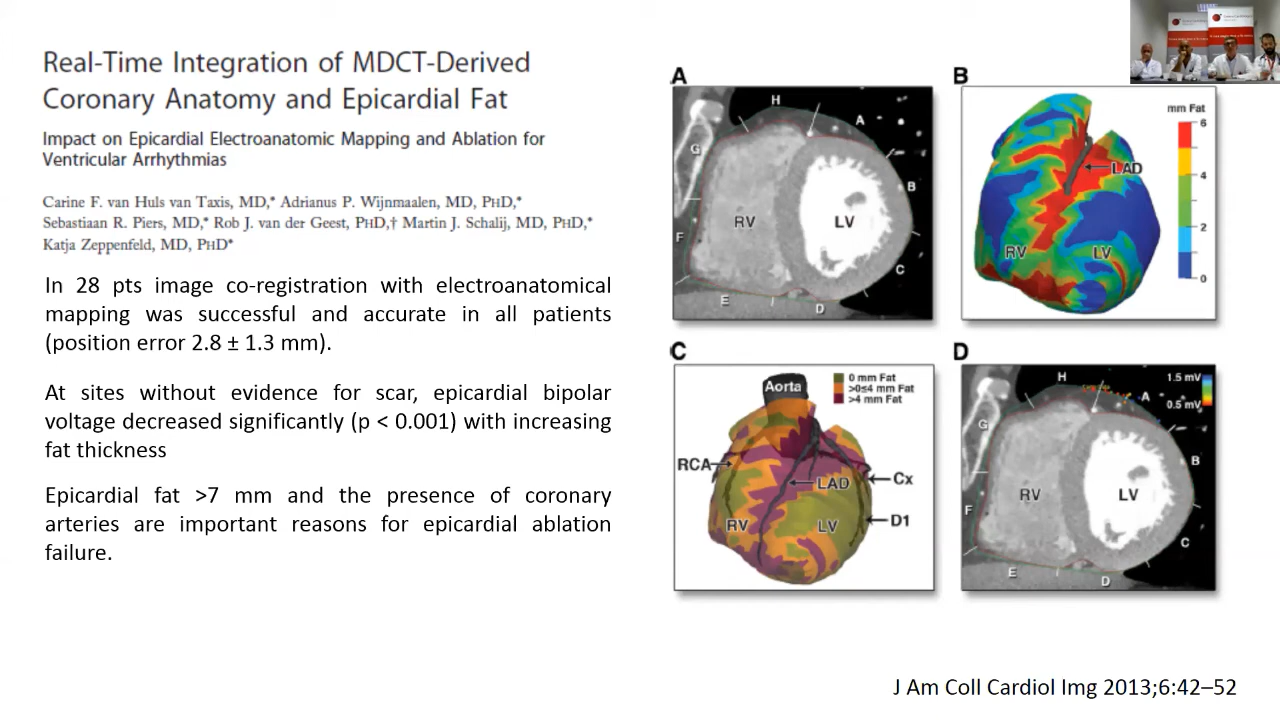 Real-Time Integration of MDCT-Derived
Coronary Anatomy and Epicardial Fat
Impact on Epicardial Electroanatomic Mapping and Ablation for
Ventricular Arrhythmias
Carine F. van Huls van Taxis, MD,* Adrianus P. Wijnmaalen, MD, PHD,*
Sebastiaan R. Piers, MD,* Rob J. van der Geest, PHD,† Martin J. Schalij, MD, PHD,*
Katja Zeppenfeld, MD, PHD*
In 28 pts image co-registration with electroanatomical
mapping was successful and accurate in all patients
(position error 2.8 ± 1.3 mm).
At sites without evidence for scar, epicardial bipolar
voltage decreased significantly (p < 0.001) with increasing
fat thickness
Epicardial fat >7 mm and the presence of coronary
arteries are important reasons for epicardial ablation
failure.
A
H
A
G
B
RV
LV
F
C
E
D
B
mm Fat
6
4
2
0
LAD
RV
LV
C
Aorta
0 mm Fat
>0≤4 mm Fat
>4 mm Fat
RCA
LAD
Cx
RV
LV
D1
D
H
A
1.5 mV
0.5 mV
G
B
RV
LV
F
C
E
D
J Am Coll Cardiol Img 2013;6:42–52